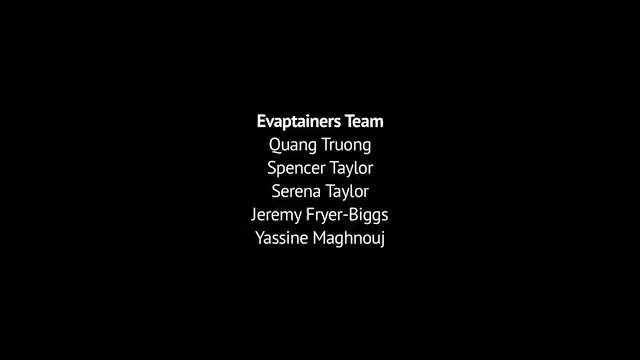 Evaptainers Team
Quang Truong
Spencer Taylor
Serena Taylor
Jeremy Fryer-Biggs
Yassine Maghnouj